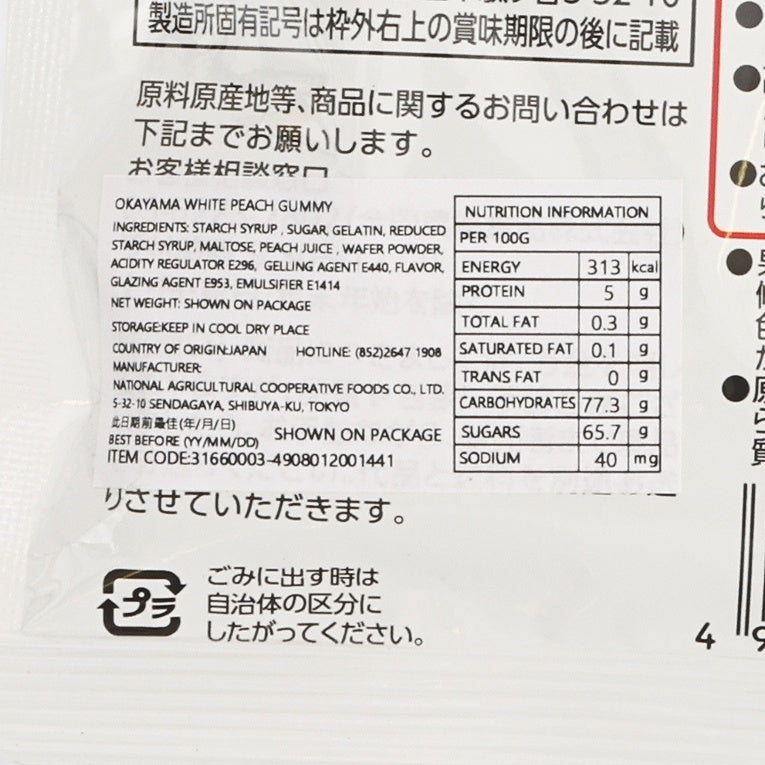 製造所固有記号は枠外右上の賞味期限の後に記載
原料原産地等、商品に関するお問い合わせは
下記までお願いします。
お客様相談窓口
OKAYAMA WHITE PEACH GUMMY
INGREDIENTS: STARCH SYRUP , SUGAR, GELATIN, REDUCED
STARCH SYRUP, MALTOSE, PEACH JUICE , WAFER POWDER,
ACIDITY REGULATOR E296, GELLING AGENT E440, FLAVOR,
GLAZING AGENT E953, EMULSIFIER E1414
NET WEIGHT: SHOWN ON PACKAGE
STORAGE:KEEP IN COOL DRY PLACE
COUNTRY OF ORIGIN:JAPAN HOTLINE: (852)2647 1908
MANUFACTURER:
NATIONAL AGRICULTURAL COOPERATIVE FOODS CO., LTD.
5-32-10 SENDAGAYA, SHIBUYA-KU, TOKYO
此日期前最佳(年/月/日)
BEST BEFORE (YY/MM/DD) SHOWN ON PACKAGE
ITEM CODE:31660003-4908012001441
NUTRITION INFORMATION
PER 100G
ENERGY 313 kcal
PROTEIN 5 g
TOTAL FAT 0.3 g
SATURATED FAT 0.1 g
TRANS FAT 0 g
CARBOHYDRATES 77.3 g
SUGARS 65.7 g
SODIUM 40 mg
りさせていただきます。
プラ
ごみに出す時は
自治体の区分に
したがってください。
4 9